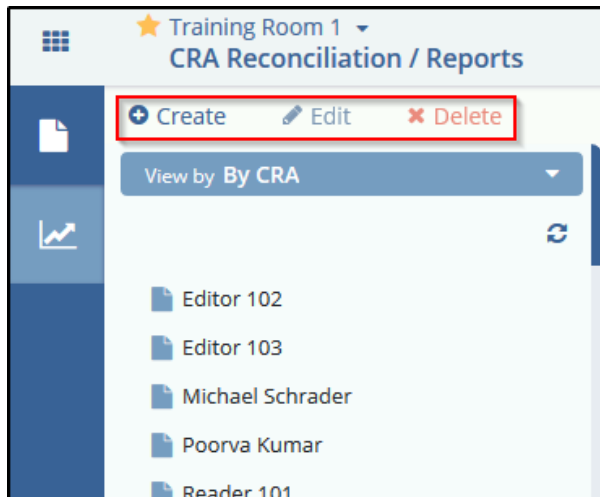 Training Room 1
CRA Reconciliation / Reports
Create Edit Delete
View by By CRA
Editor 102
Editor 103
Michael Schrader
Poorva Kumar
Reader 101